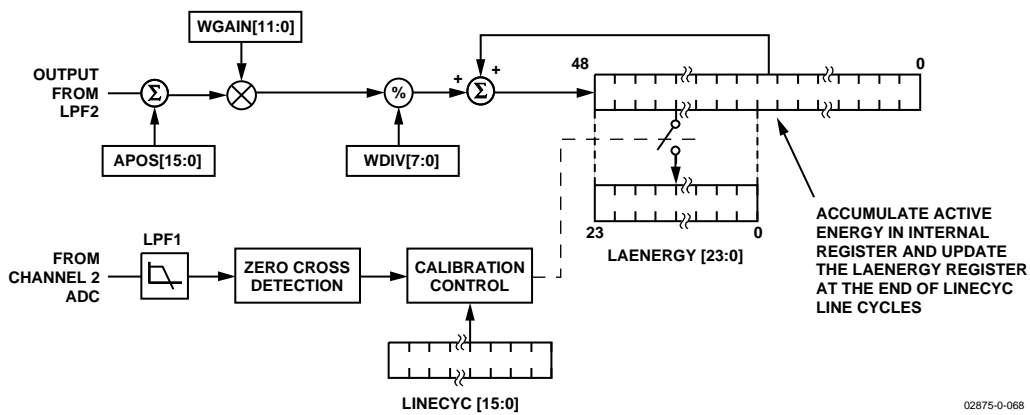 WGAIN[11:0]
OUTPUT
FROM
LPF2
Σ
%
+
+
Σ
48
0
APOS[15:0]
WDIV[7:0]
23
0
LAENERGY [23:0]
ACCUMULATE ACTIVE
ENERGY IN INTERNAL
REGISTER AND UPDATE
THE LAENERGY REGISTER
AT THE END OF LINECYC
LINE CYCLES
FROM
CHANNEL 2
ADC
LPF1
ZERO CROSS
DETECTION
CALIBRATION
CONTROL
LINECYC [15:0]
02875-0-068